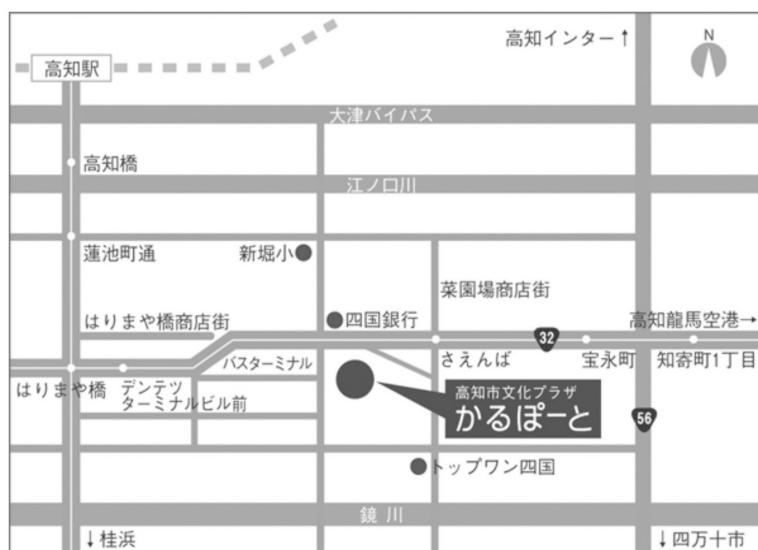 高知インター↑
N
高知駅
大津バイパス
高知橋
江ノ口川
蓮池町通
新堀小
菜園場商店街
はりまや橋商店街
四国銀行
高知龍馬空港→
32
バスターミナル
さえんば
宝永町
知寄町1丁目
はりまや橋
デンテツ
ターミナルビル前
高知市文化プラザ
かるぽーと
56
トップワン四国
鏡川
↓桂浜
↓四万十市